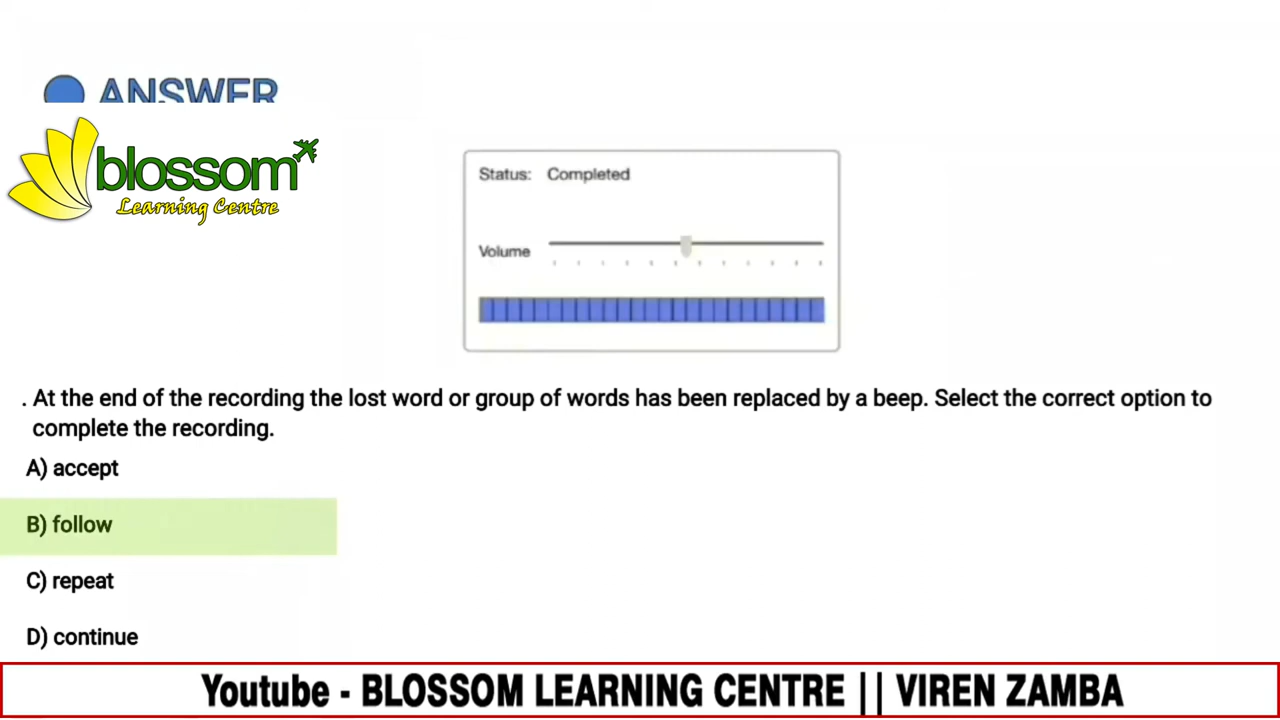 ANSWER
blossom
Learning Centre
Status: Completed
Volume
. At the end of the recording the lost word or group of words has been replaced by a beep. Select the correct option to
complete the recording.
A) accept
B) follow
C) repeat
D) continue
Youtube - BLOSSOM LEARNING CENTRE || VIREN ZAMBA